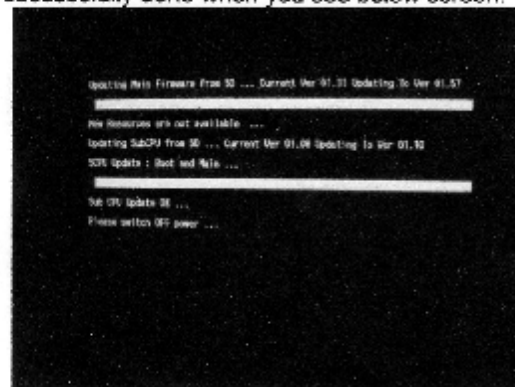 successfully done when you see below screen.
Updating Main Firmware from SD ... Current Ver 01.31 Updating To Ver 01.57
New Resources are not available ...
Updating SubCPU from SD ... Current Ver 01.08 Updating To Ver 01.10
SCPU Update : Boot and Main ...
Sub CPU Update OK ...
Please switch OFF power ...